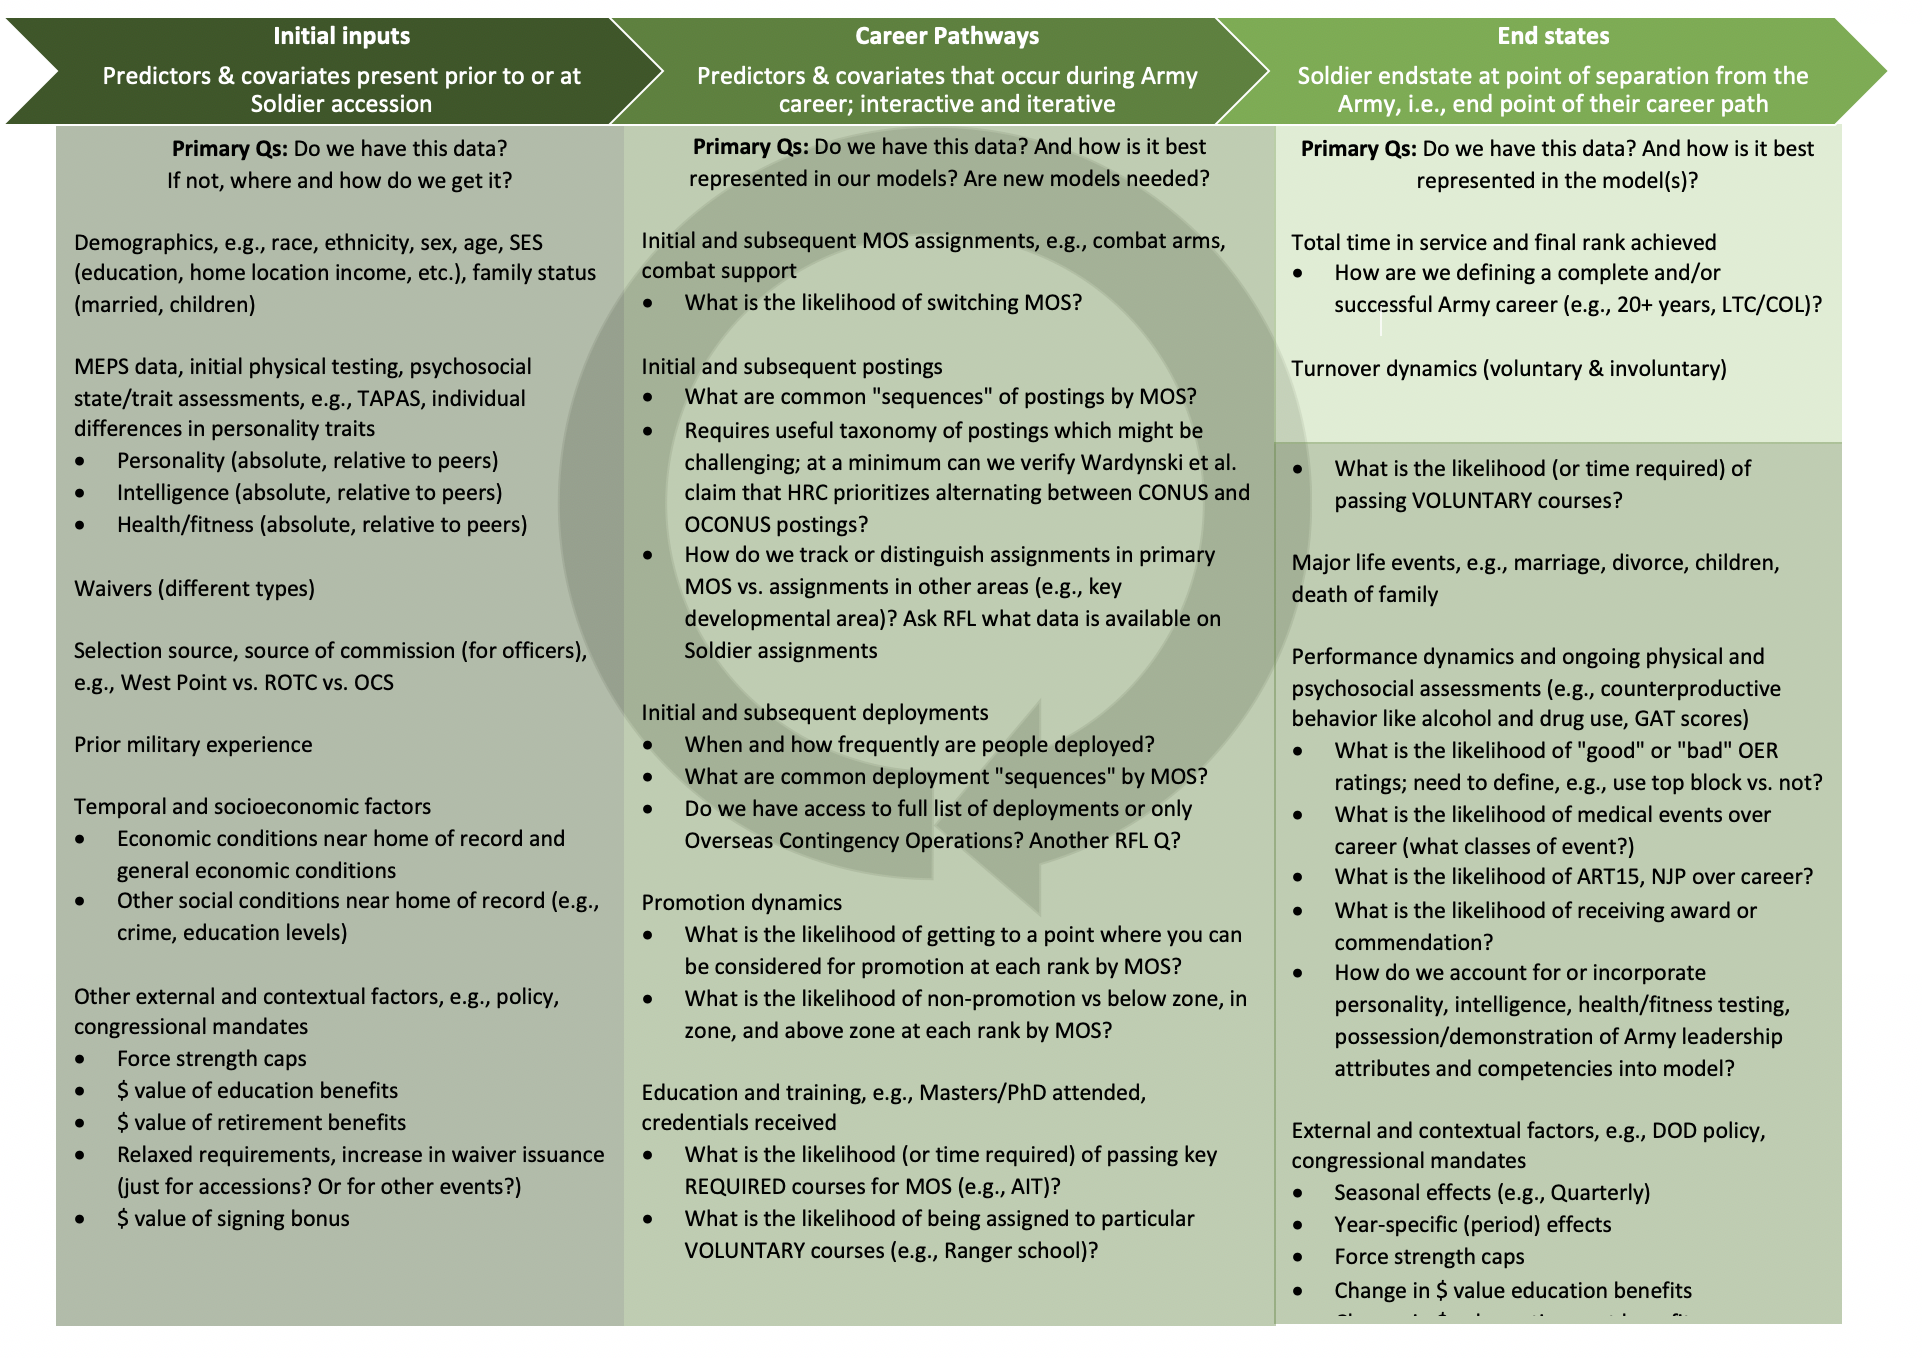 Initial inputs
Predictors & covariates present prior to or at
Soldier accession
Career Pathways
Predictors & covariates that occur during Army
career; interactive and iterative
End states
Soldier endstate at point of separation from the
Army, i.e., end point of their career path
Primary Qs: Do we have this data?
If not, where and how do we get it?
Demographics, e.g., race, ethnicity, sex, age, SES
(education, home location income, etc.), family status
(married, children)
MEPS data, initial physical testing, psychosocial
state/trait assessments, e.g., TAPAS, individual
differences in personality traits
• Personality (absolute, relative to peers)
• Intelligence (absolute, relative to peers)
• Health/fitness (absolute, relative to peers)
Waivers (different types)
Selection source, source of commission (for officers),
e.g., West Point vs. ROTC vs. OCS
Prior military experience
Temporal and socioeconomic factors
• Economic conditions near home of record and
general economic conditions
• Other social conditions near home of record (e.g.,
crime, education levels)
Other external and contextual factors, e.g., policy,
congressional mandates
• Force strength caps
• $ value of education benefits
• $ value of retirement benefits
• Relaxed requirements, increase in waiver issuance
(just for accessions? Or for other events?)
• $ value of signing bonus
Primary Qs: Do we have this data? And how is it best
represented in our models? Are new models needed?
Initial and subsequent MOS assignments, e.g., combat arms,
combat support
• What is the likelihood of switching MOS?
Initial and subsequent postings
• What are common "sequences" of postings by MOS?
• Requires useful taxonomy of postings which might be
challenging; at a minimum can we verify Wardynski et al.
claim that HRC prioritizes alternating between CONUS and
OCONUS postings?
• How do we track or distinguish assignments in primary
MOS vs. assignments in other areas (e.g., key
developmental area)? Ask RFL what data is available on
Soldier assignments
Initial and subsequent deployments
• When and how frequently are people deployed?
• What are common deployment "sequences" by MOS?
• Do we have access to full list of deployments or only
Overseas Contingency Operations? Another RFL Q?
Promotion dynamics
• What is the likelihood of getting to a point where you can
be considered for promotion at each rank by MOS?
• What is the likelihood of non-promotion vs below zone, in
zone, and above zone at each rank by MOS?
Education and training, e.g., Masters/PhD attended,
credentials received
• What is the likelihood (or time required) of passing key
REQUIRED courses for MOS (e.g., AIT)?
• What is the likelihood of being assigned to particular
VOLUNTARY courses (e.g., Ranger school)?
Primary Qs: Do we have this data? And how is it best
represented in the model(s)?
Total time in service and final rank achieved
• How are we defining a complete and/or
successful Army career (e.g., 20+ years, LTC/COL)?
Turnover dynamics (voluntary & involuntary)
• What is the likelihood (or time required) of
passing VOLUNTARY courses?
Major life events, e.g., marriage, divorce, children,
death of family
Performance dynamics and ongoing physical and
psychosocial assessments (e.g., counterproductive
behavior like alcohol and drug use, GAT scores)
• What is the likelihood of "good" or "bad" OER
ratings; need to define, e.g., use top block vs. not?
• What is the likelihood of medical events over
career (what classes of event?)
• What is the likelihood of ART15, NJP over career?
• What is the likelihood of receiving award or
commendation?
• How do we account for or incorporate
personality, intelligence, health/fitness testing,
possession/demonstration of Army leadership
attributes and competencies into model?
External and contextual factors, e.g., DOD policy,
congressional mandates
• Seasonal effects (e.g., Quarterly)
• Year-specific (period) effects
• Force strength caps
• Change in $ value education benefits